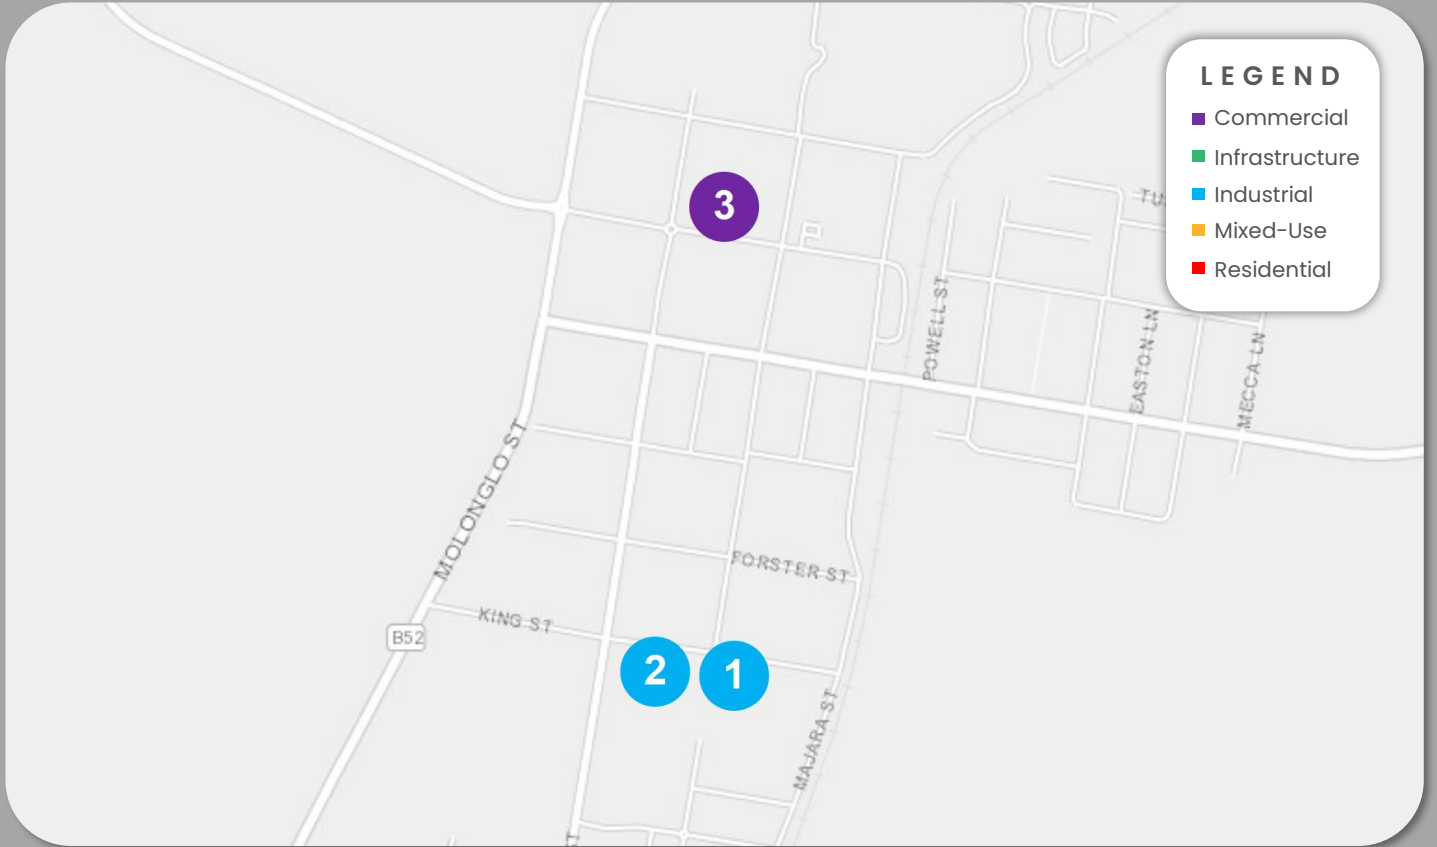 LEGEND
Commercial
Infrastructure
Industrial
Mixed-Use
Residential
3
POWELL ST
EASTON LN
MECCA LN
MOLONGLO ST
FORSTER ST
KING ST
B52
2
1
MAJARA ST